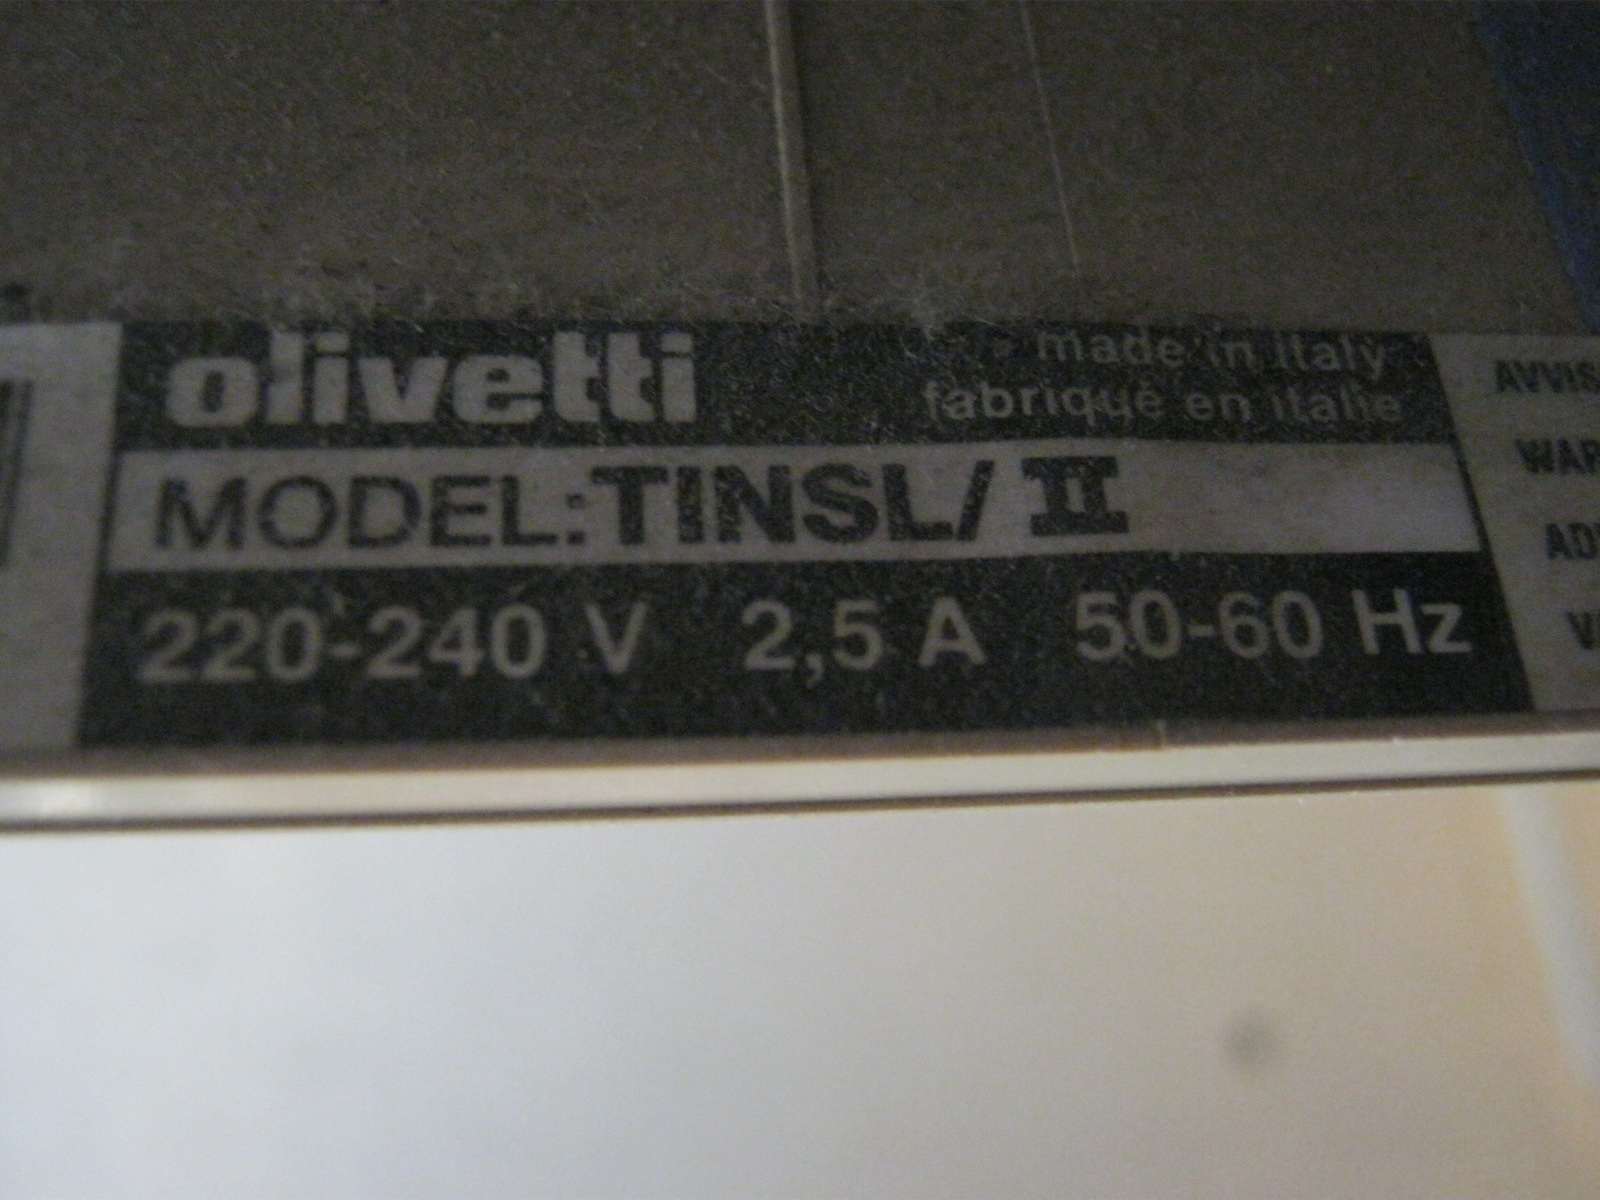 olivetti
made in italy
fabriqué en italie
MODEL:TINSL/ II
220-240 V 2,5 A 50-60 Hz